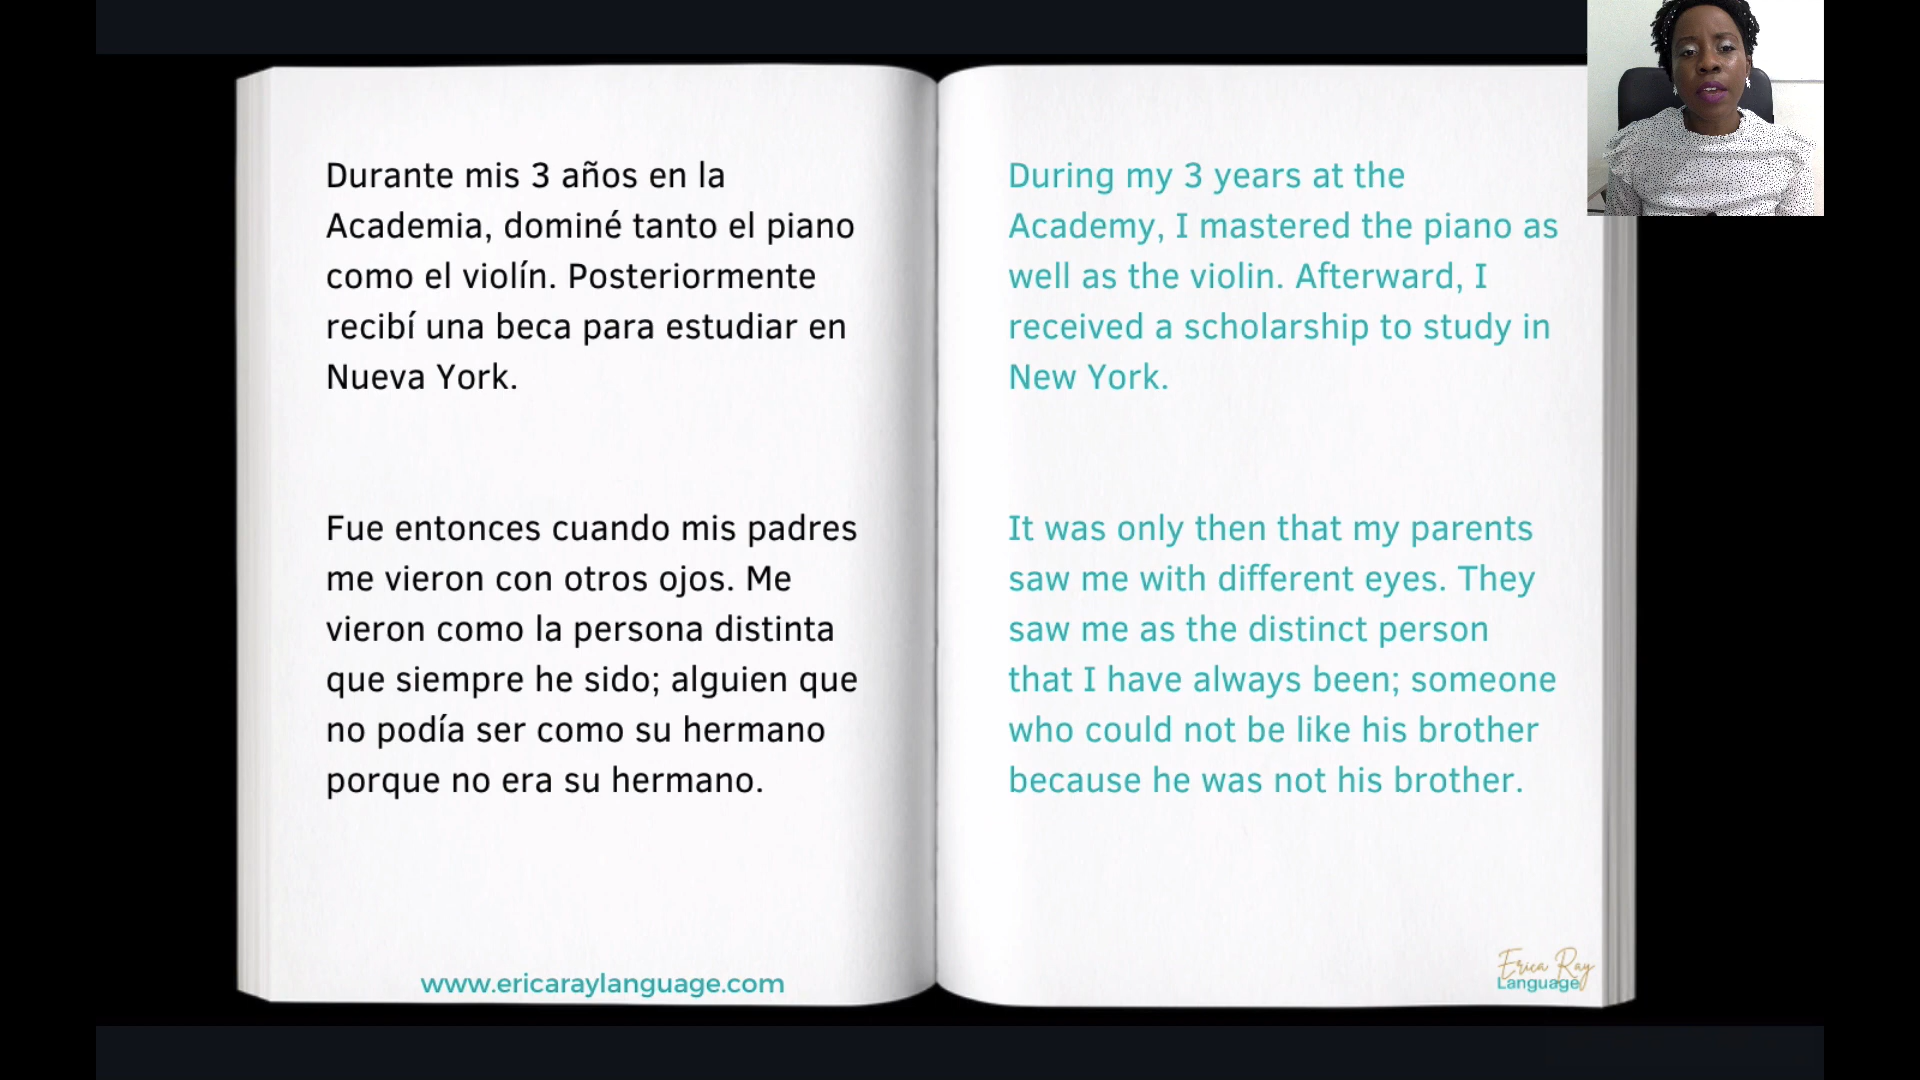 Durante mis 3 años en la
Academia, dominé tanto el piano
como el violín. Posteriormente
recibí una beca para estudiar en
Nueva York.
Fue entonces cuando mis padres
me vieron con otros ojos. Me
vieron como la persona distinta
que siempre he sido; alguien que
no podía ser como su hermano
porque no era su hermano.
www.ericaraylanguage.com
During my 3 years at the
Academy, I mastered the piano as
well as the violin. Afterward, I
received a scholarship to study in
New York.
It was only then that my parents
saw me with different eyes. They
saw me as the distinct person
that I have always been; someone
who could not be like his brother
because he was not his brother.
Erica Ray
Language